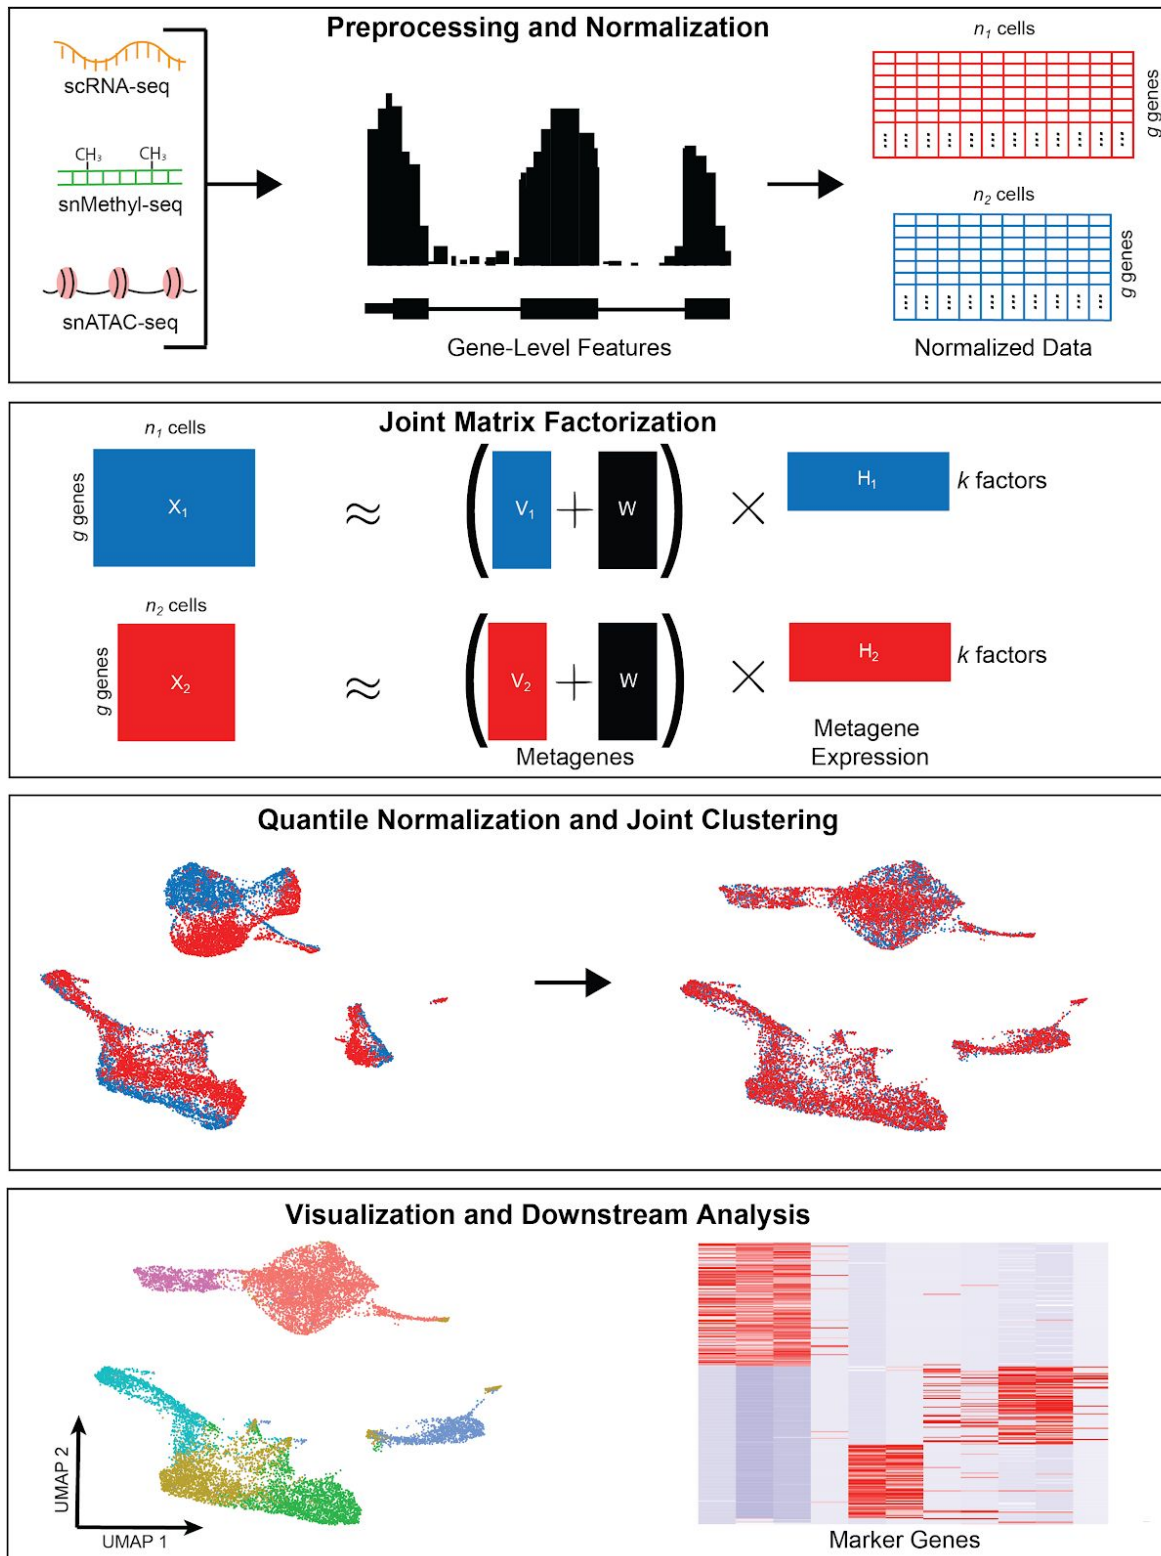 Preprocessing and Normalization
scRNA-seq
CH₃ CH₃
snMethyl-seq
snATAC-seq
Gene-Level Features
n₁ cells
g genes
n₂ cells
g genes
Normalized Data
Joint Matrix Factorization
n₁ cells
g genes
X₁
≈
( V₁ + W ) × H₁
k factors
n₂ cells
g genes
X₂
≈
( V₂ + W ) × H₂
k factors
Metagenes
Metagene
Expression
Quantile Normalization and Joint Clustering
Visualization and Downstream Analysis
UMAP 2
UMAP 1
Marker Genes